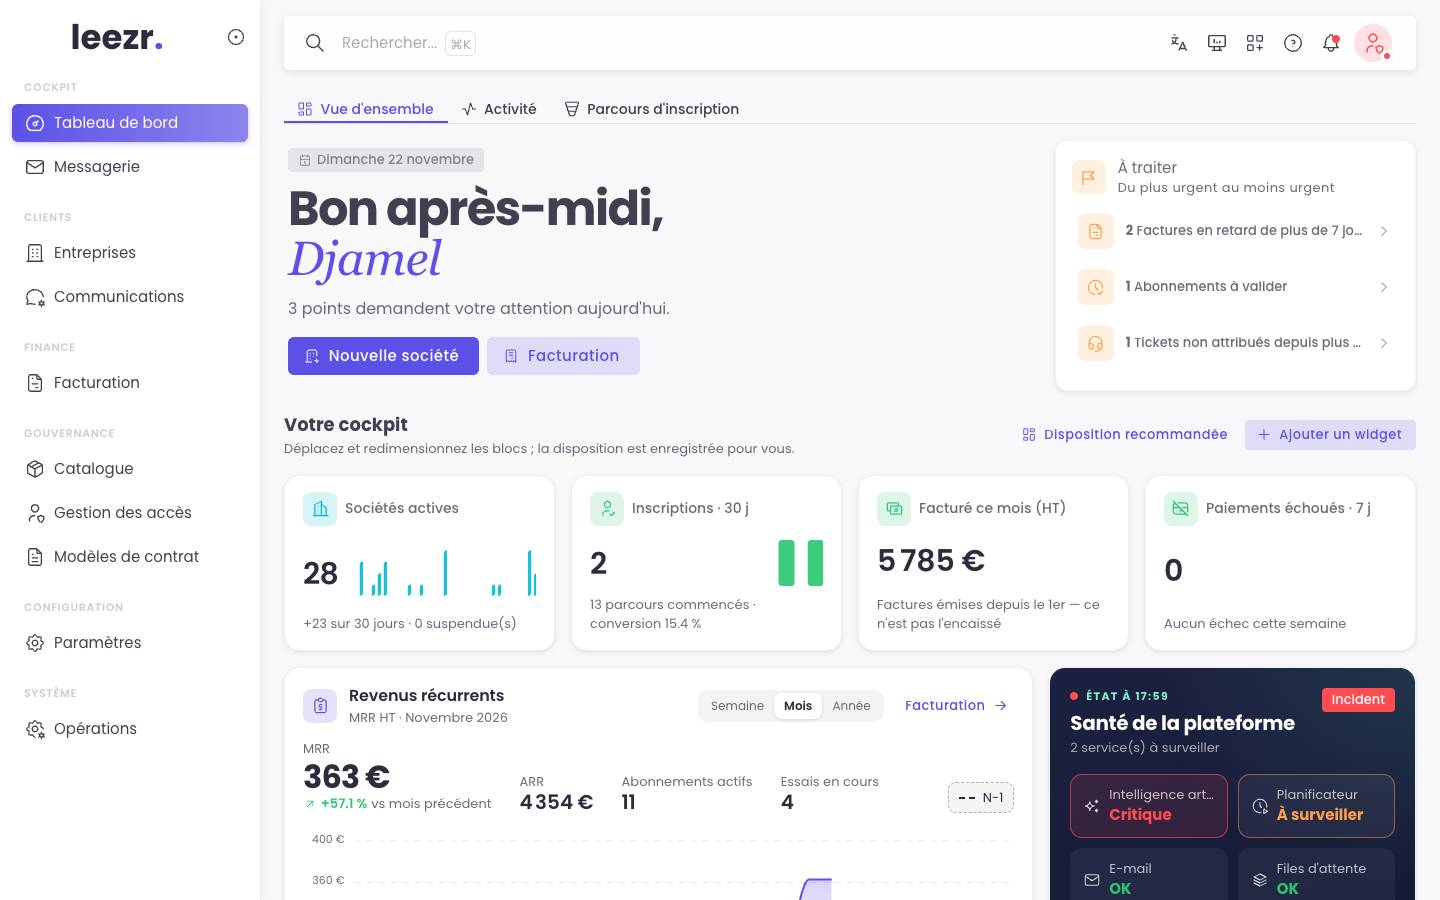 leezr.
COCKPIT
Tableau de bord
Messagerie
CLIENTS
Entreprises
Communications
FINANCE
Facturation
GOUVERNANCE
Catalogue
Gestion des accès
Modèles de contrat
CONFIGURATION
Paramètres
SYSTÈME
Opérations
Rechercher... ⌘K
Vue d'ensemble Activité Parcours d'inscription
Dimanche 22 novembre
Bon après-midi,
Djamel
3 points demandent votre attention aujourd'hui.
Nouvelle société Facturation
À traiter
Du plus urgent au moins urgent
2 Factures en retard de plus de 7 jo...
1 Abonnements à valider
1 Tickets non attribués depuis plus ...
Votre cockpit
Déplacez et redimensionnez les blocs ; la disposition est enregistrée pour vous.
Disposition recommandée Ajouter un widget
Sociétés actives
28
+23 sur 30 jours · 0 suspendue(s)
Inscriptions · 30 j
2
13 parcours commencés ·
conversion 15.4 %
Facturé ce mois (HT)
5 785 €
Factures émises depuis le 1er — ce
n'est pas l'encaissé
Paiements échoués · 7 j
0
Aucun échec cette semaine
Revenus récurrents
MRR HT · Novembre 2026
Semaine Mois Année
Facturation
MRR
363 €
+57.1 % vs mois précédent
ARR
4 354 €
Abonnements actifs
11
Essais en cours
4
N-1
400 €
360 €
ÉTAT À 17:59
Incident
Santé de la plateforme
2 service(s) à surveiller
Intelligence art...
Critique
Planificateur
À surveiller
E-mail
OK
Files d'attente
OK